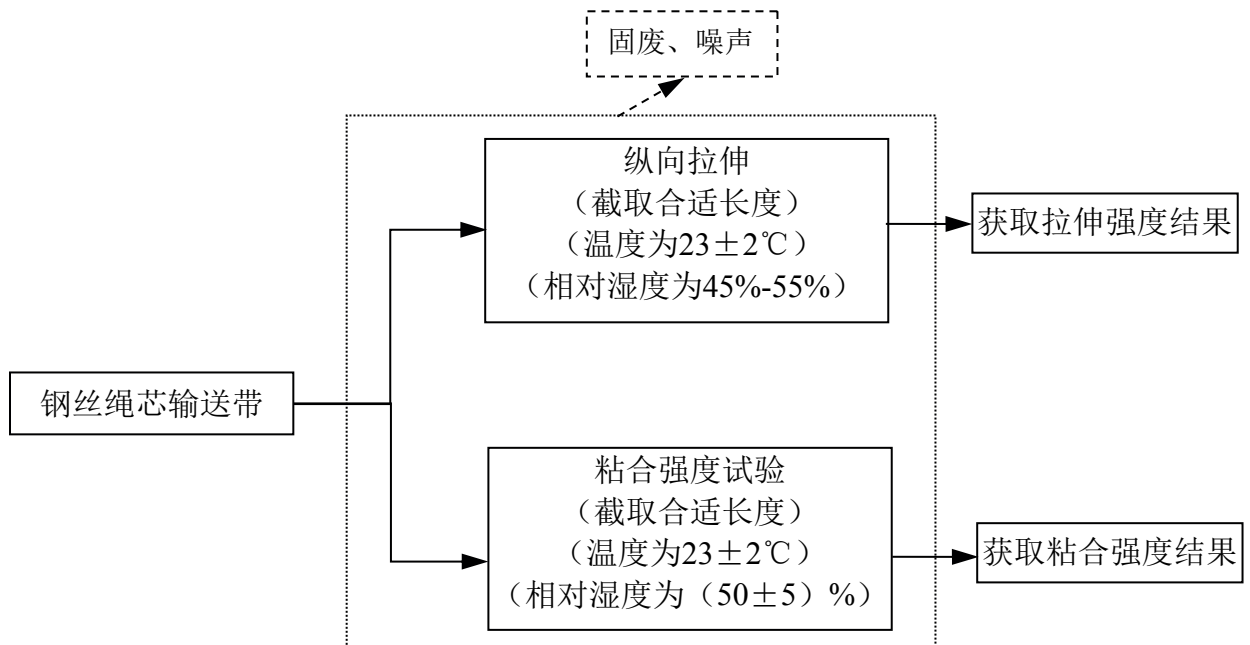 固废、噪声
纵向拉伸
（截取合适长度）
（温度为23±2℃）
（相对湿度为45%-55%）
获取拉伸强度结果
钢丝绳芯输送带
粘合强度试验
（截取合适长度）
（温度为23±2℃）
（相对湿度为（50±5）%）
获取粘合强度结果